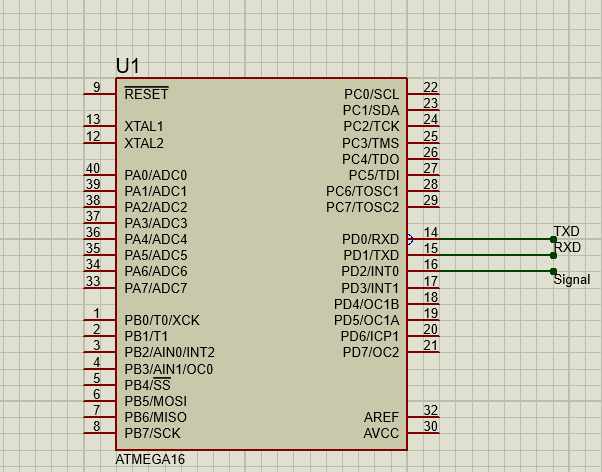 U1
9 RESET PC0/SCL 22
PC1/SDA 23
13 XTAL1 PC2/TCK 24
12 XTAL2 PC3/TMS 25
PC4/TDO 26
40 PA0/ADC0 PC5/TDI 27
39 PA1/ADC1 PC6/TOSC1 28
38 PA2/ADC2 PC7/TOSC2 29
37 PA3/ADC3
36 PA4/ADC4 PD0/RXD 14 TXD
35 PA5/ADC5 PD1/TXD 15 RXD
34 PA6/ADC6 PD2/INT0 16 Signal
33 PA7/ADC7 PD3/INT1 17
PD4/OC1B 18
1 PB0/T0/XCK PD5/OC1A 19
2 PB1/T1 PD6/ICP1 20
3 PB2/AIN0/INT2 PD7/OC2 21
4 PB3/AIN1/OC0
5 PB4/SS
6 PB5/MOSI
7 PB6/MISO AREF 32
8 PB7/SCK AVCC 30
ATMEGA16